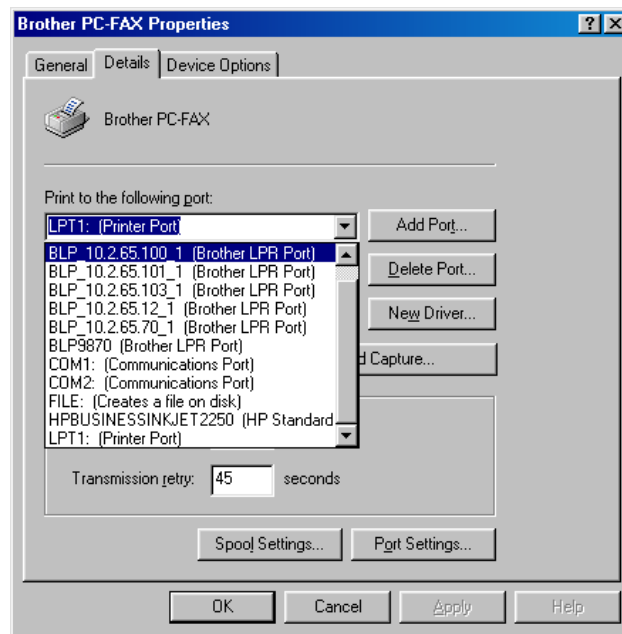 Brother PC-FAX Properties
General Details Device Options
Brother PC-FAX
Print to the following port:
LPT1: (Printer Port) Add Port...
BLP_10.2.65.100_1 (Brother LPR Port)
BLP_10.2.65.101_1 (Brother LPR Port) Delete Port...
BLP_10.2.65.103_1 (Brother LPR Port)
BLP_10.2.65.12_1 (Brother LPR Port) New Driver...
BLP_10.2.65.70_1 (Brother LPR Port)
BLP9870 (Brother LPR Port)
COM1: (Communications Port) d Capture...
COM2: (Communications Port)
FILE: (Creates a file on disk)
HPBUSINESSINKJET2250 (HP Standard
LPT1: (Printer Port)
Transmission retry: 45 seconds
Spool Settings... Port Settings...
OK Cancel Apply Help